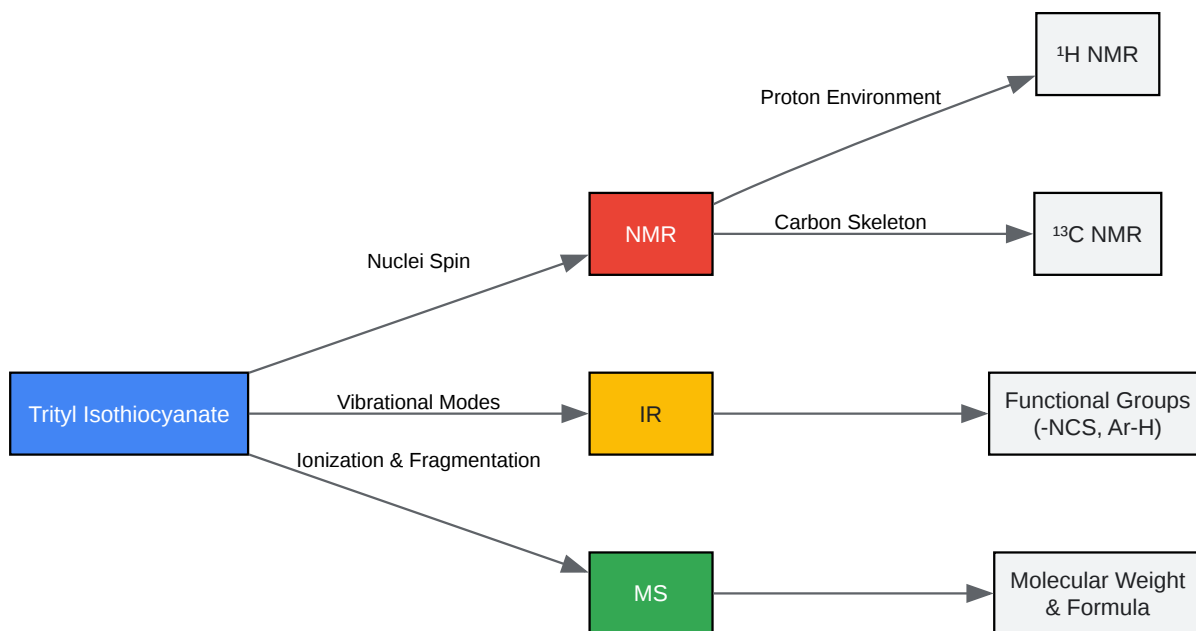 ¹H NMR
Proton Environment
NMR
Carbon Skeleton
¹³C NMR
Nuclei Spin
Trityl Isothiocyanate
Vibrational Modes
IR
Functional Groups
(-NCS, Ar-H)
Ionization & Fragmentation
MS
Molecular Weight
& Formula